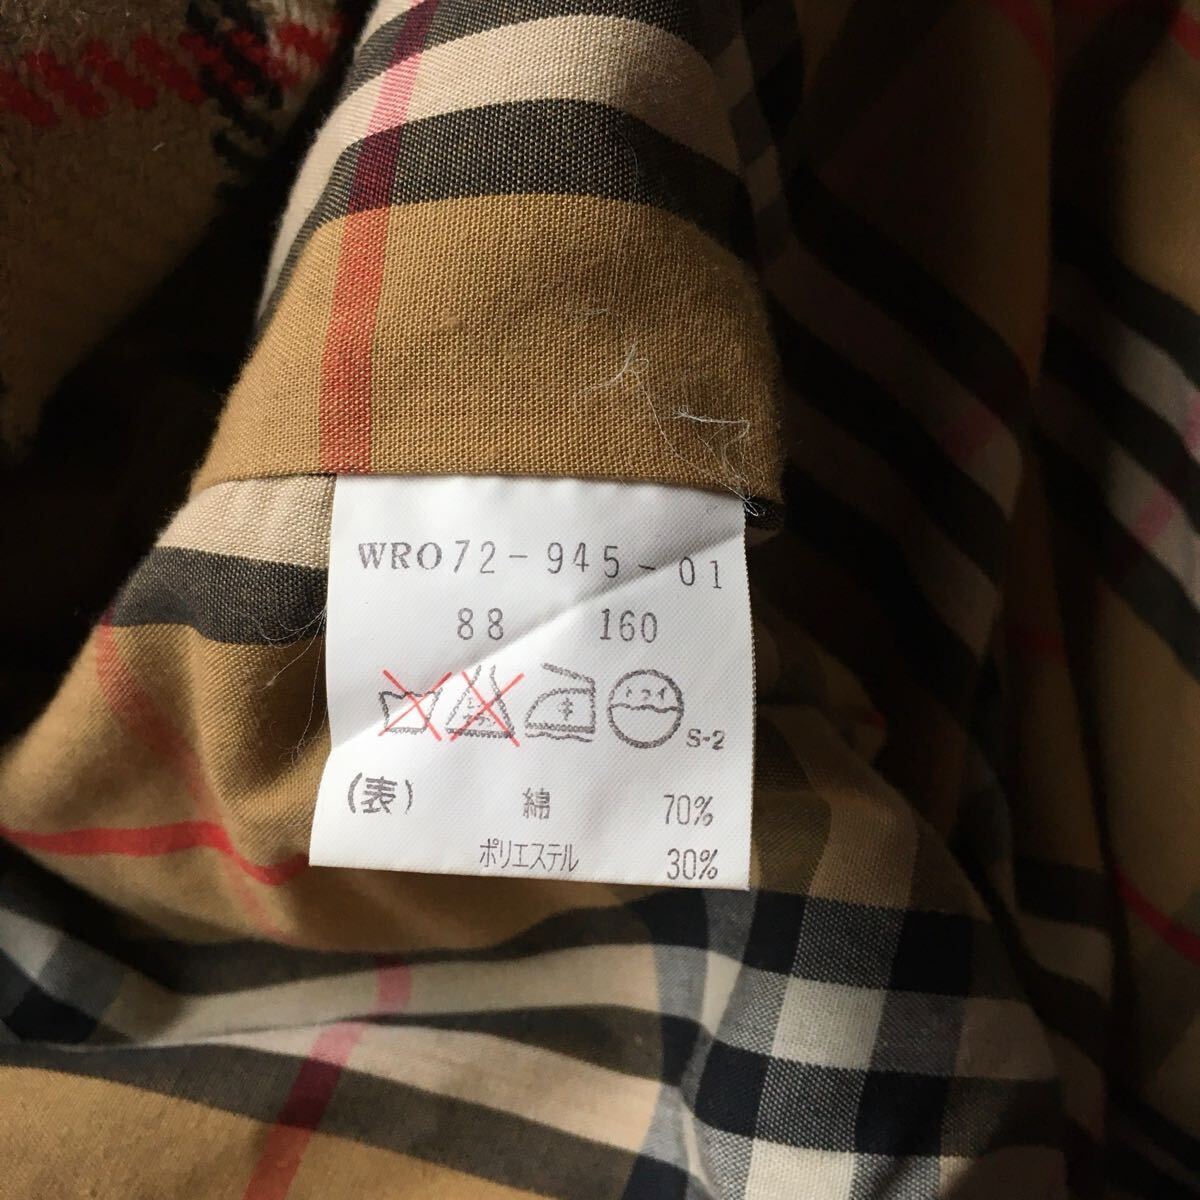 WRO72-945-01
88 160
中
ドライ
S-2
(表) 綿 70%
ポリエステル 30%